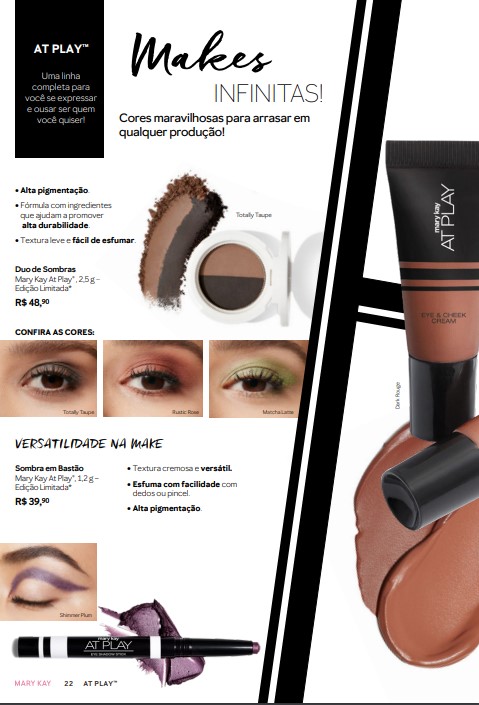 AT PLAY™
Uma linha
completa para
você se expressar
e ousar ser quem
você quiser!
Makes
INFINITAS!
Cores maravilhosas para arrasar em
qualquer produção!
• Alta pigmentação.
• Fórmula com ingredientes
que ajudam a promover
alta durabilidade.
• Textura leve e fácil de esfumar.
Totally Taupe
Duo de Sombras
Mary Kay At Play™, 2,5 g –
Edição Limitada*
R$ 48,90
CONFIRA AS CORES:
Totally Taupe
Rustic Rose
Matcha Latte
VERSATILIDADE NA MAKE
Sombra em Bastão
Mary Kay At Play™, 1,2 g –
Edição Limitada*
R$ 39,90
• Textura cremosa e versátil.
• Esfuma com facilidade com
dedos ou pincel.
• Alta pigmentação.
Shimmer Plum
mary kay
AT PLAY
EYE SHADOW STICK
mary kay
AT PLAY
EYE & CHEEK
CREAM
Dark Rouge
MARY KAY 22 AT PLAY™